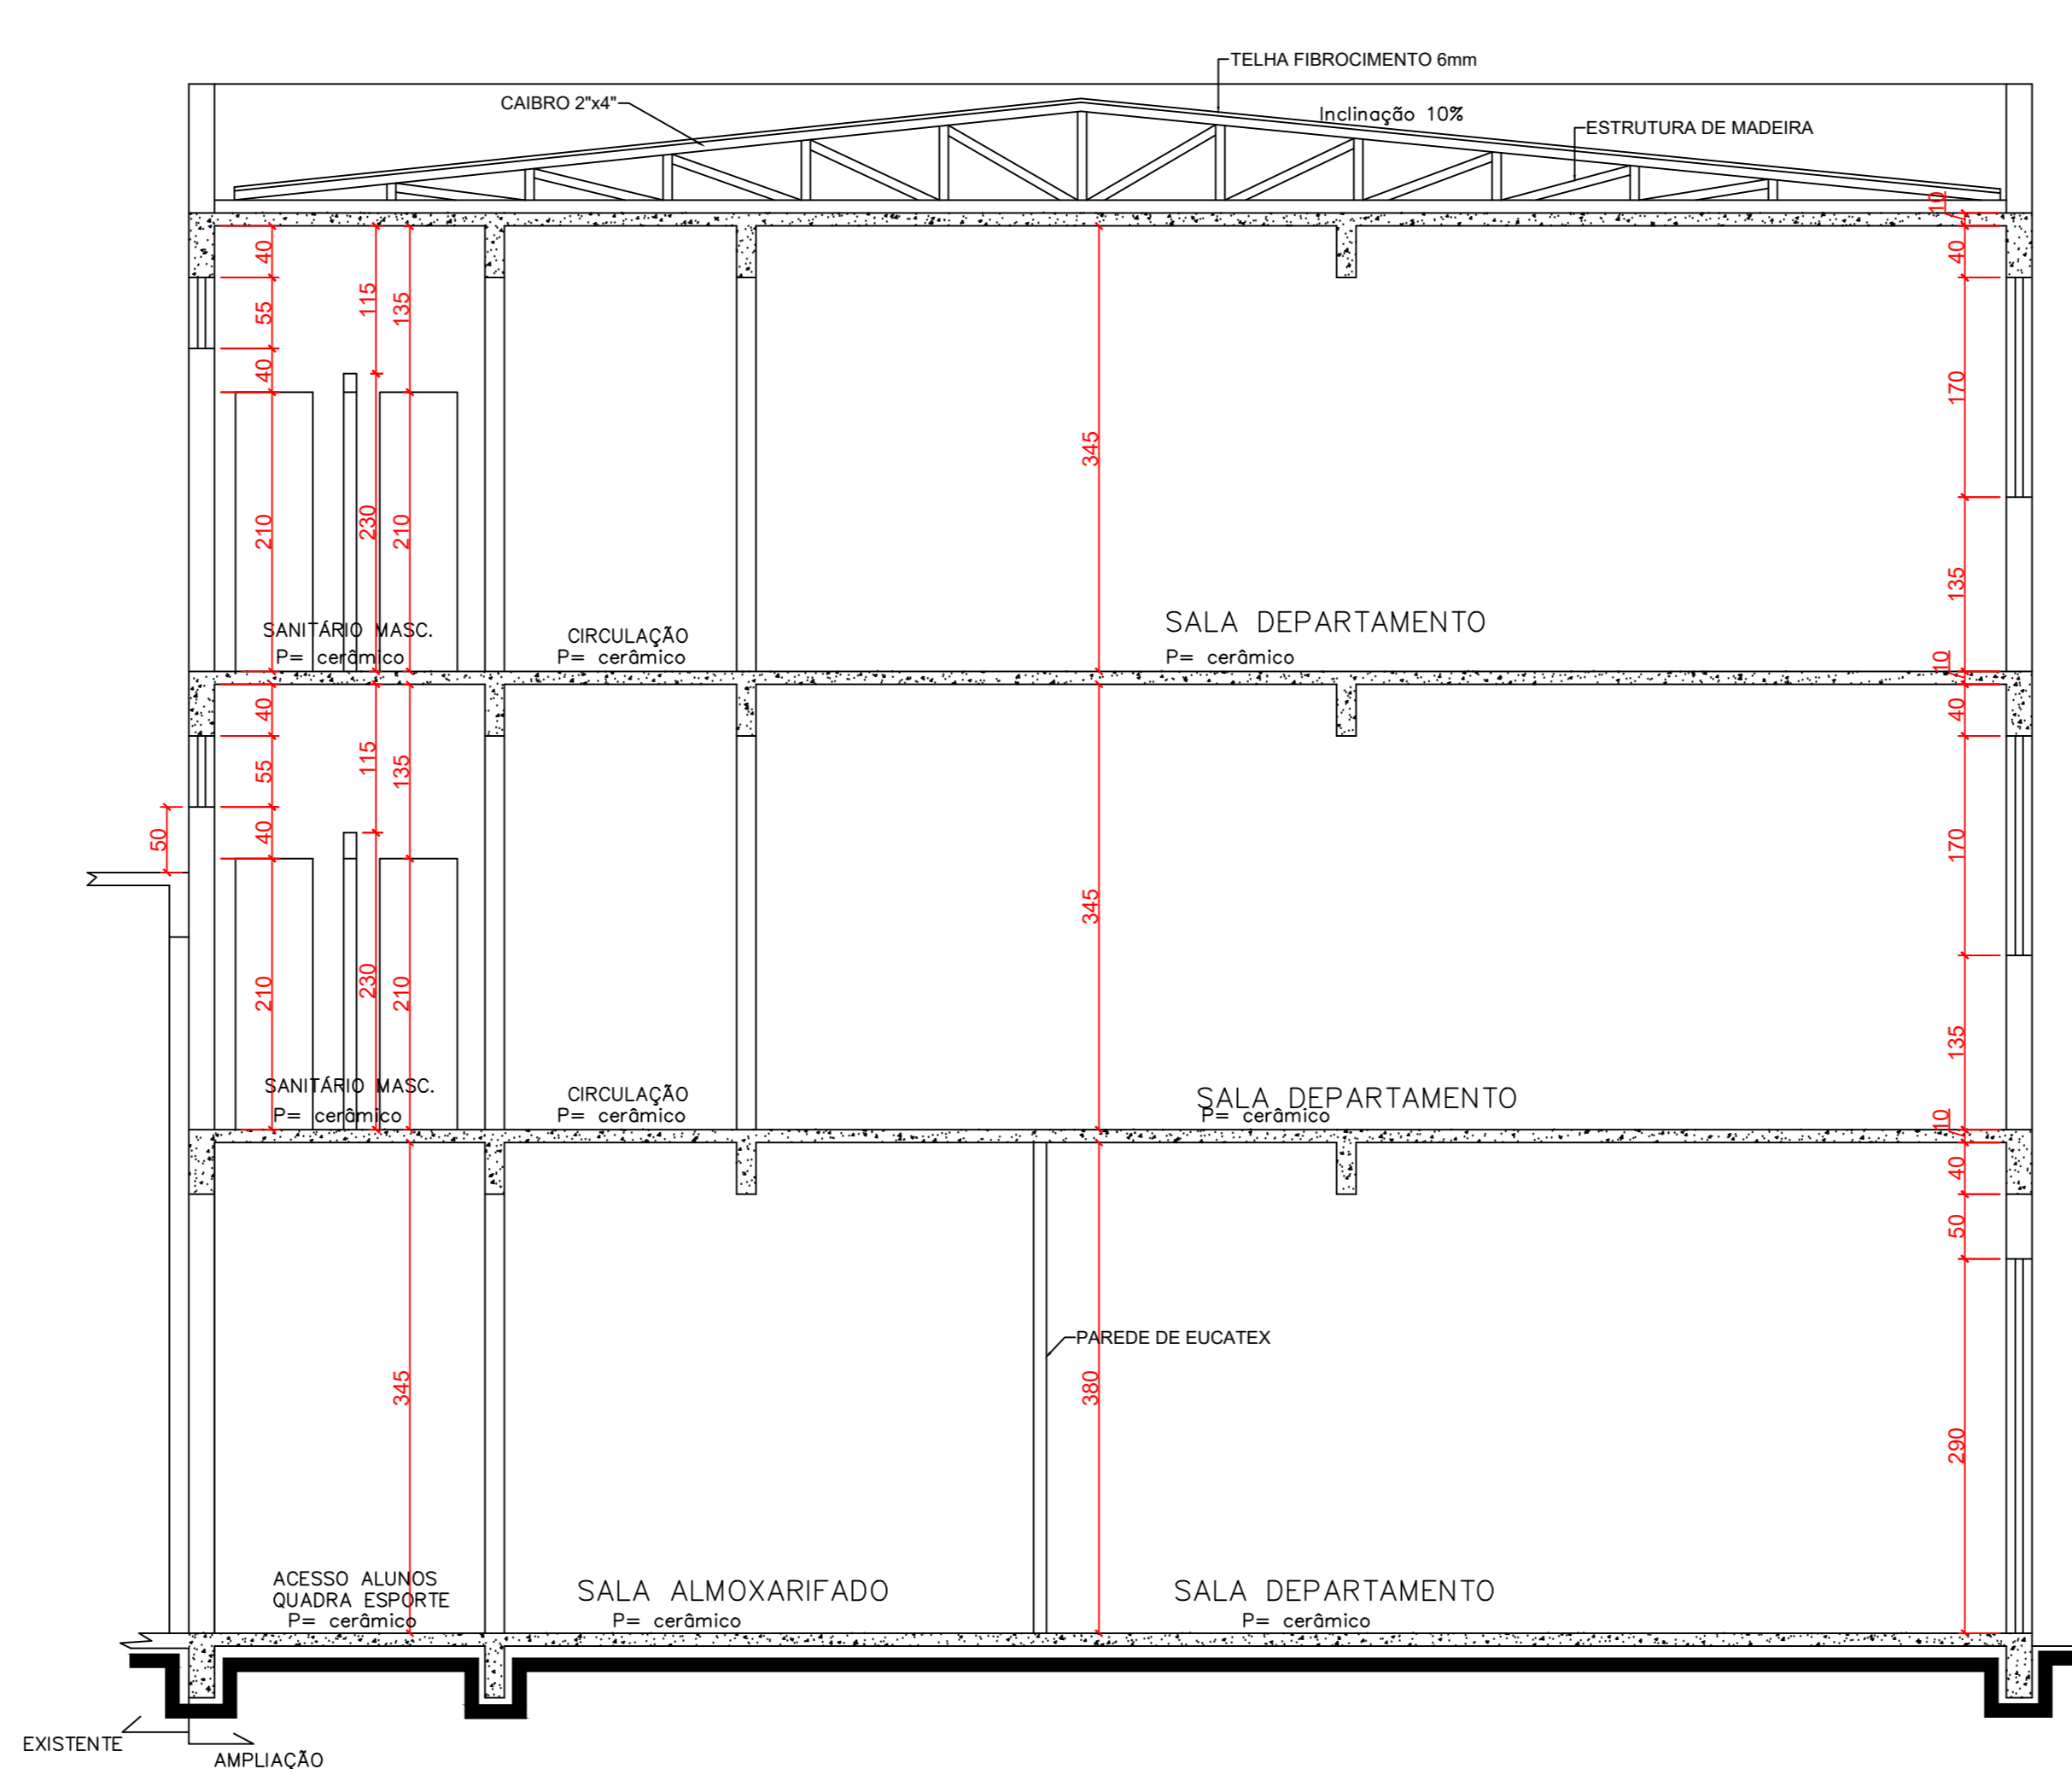 TELHA FIBROCIMENTO 6mm
CAIBRO 2"x4"
Inclinação 10%
ESTRUTURA DE MADEIRA
10
40
115
135
40
55
40
170
345
210
230
210
135
SANITÁRIO MASC.
P= cerâmico
CIRCULAÇÃO
P= cerâmico
SALA DEPARTAMENTO
P= cerâmico
10
40
115
135
40
55
50
40
170
345
210
230
210
135
SANITÁRIO MASC.
P= cerâmico
CIRCULAÇÃO
P= cerâmico
SALA DEPARTAMENTO
P= cerâmico
10
40
50
PAREDE DE EUCATEX
345
380
290
ACESSO ALUNOS
QUADRA ESPORTE
P= cerâmico
SALA ALMOXARIFADO
P= cerâmico
SALA DEPARTAMENTO
P= cerâmico
EXISTENTE
AMPLIAÇÃO